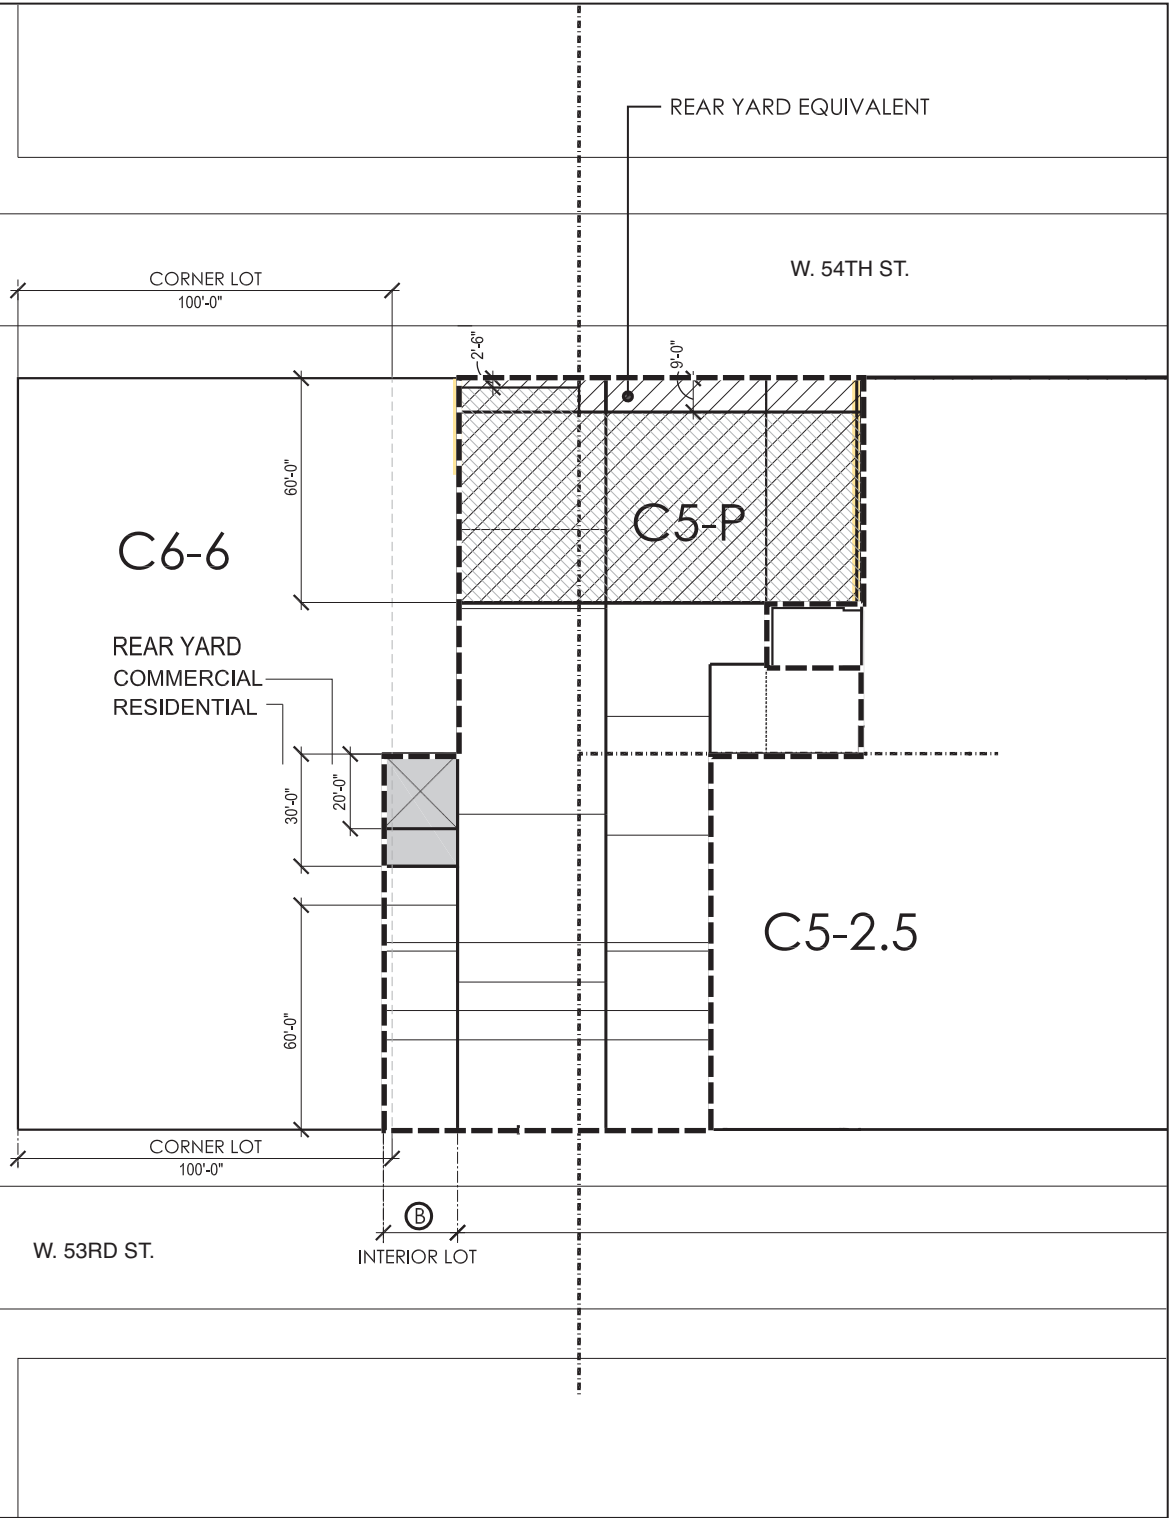 REAR YARD EQUIVALENT
W. 54TH ST.
CORNER LOT
100'-0"
2'-6"
9'-0"
60'-0"
C5-P
C6-6
REAR YARD
COMMERCIAL
RESIDENTIAL
30'-0"
20'-0"
C5-2.5
60'-0"
CORNER LOT
100'-0"
B
W. 53RD ST.
INTERIOR LOT